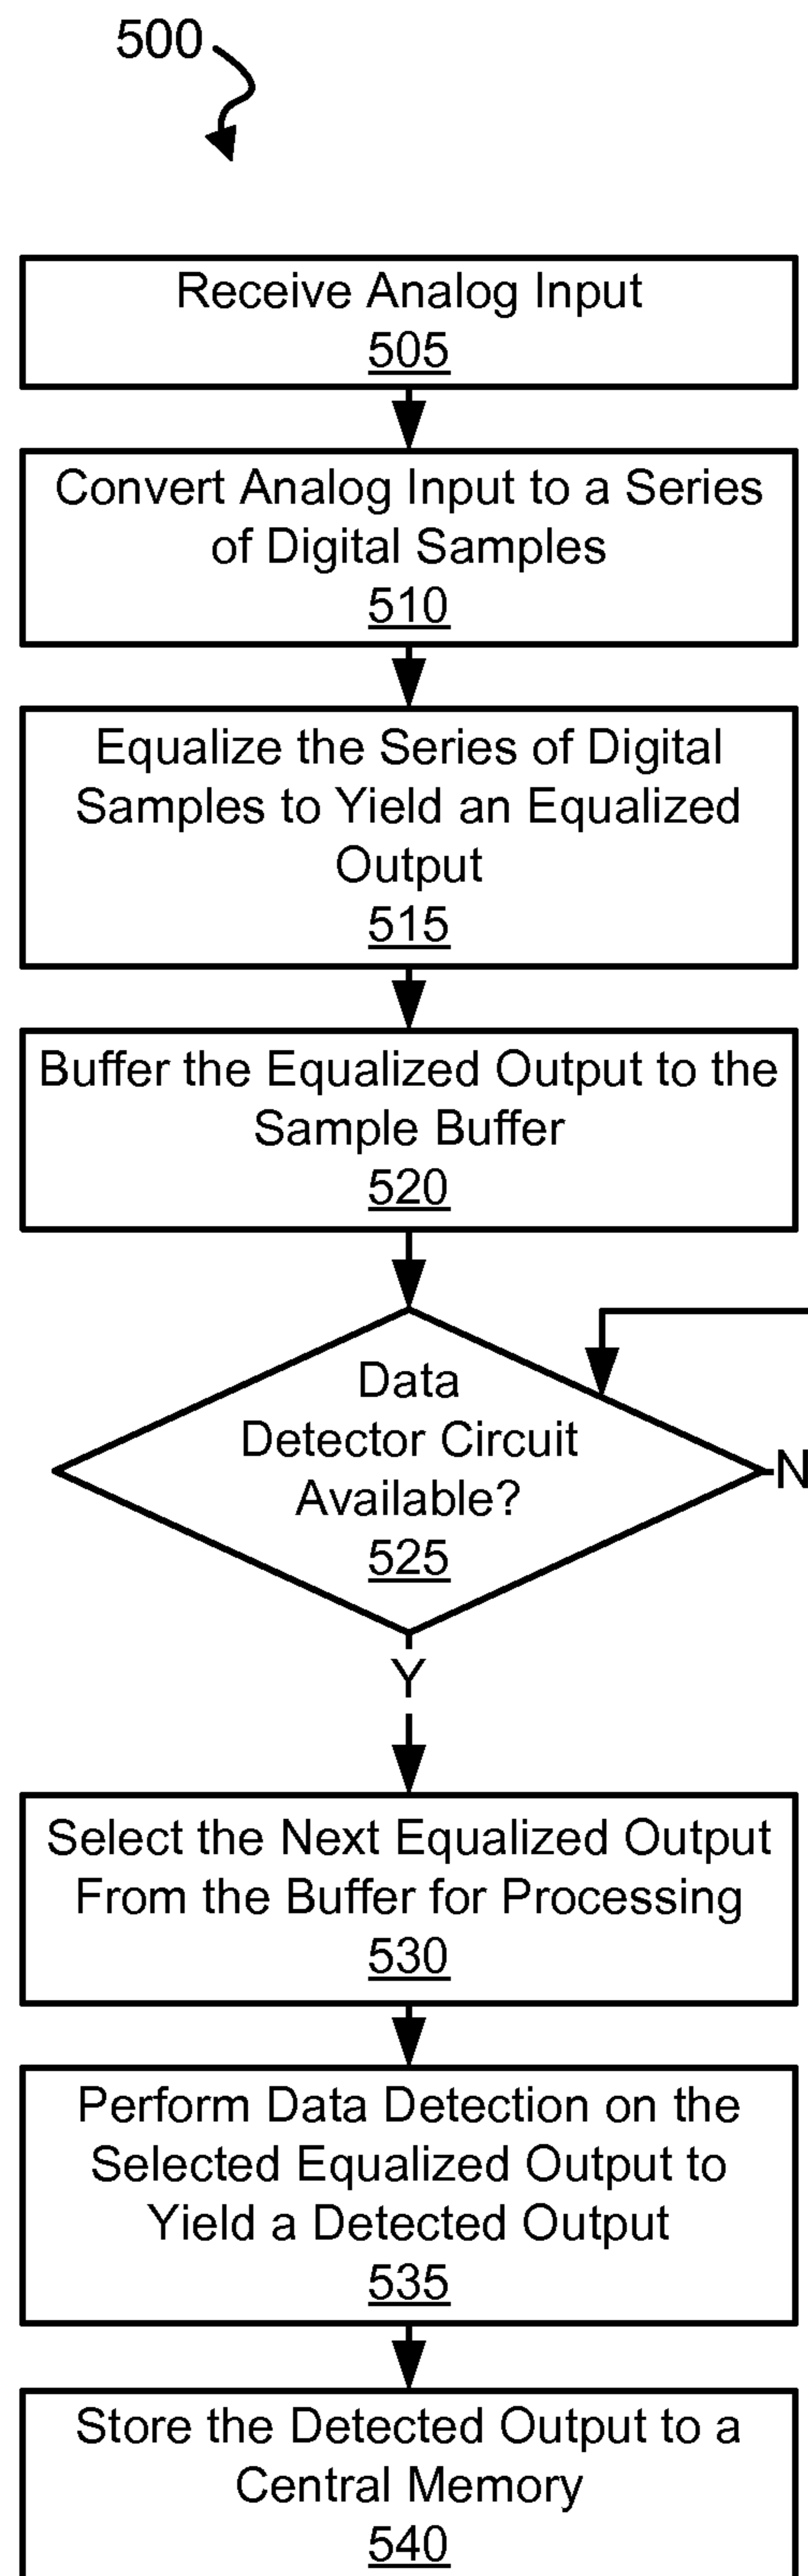 500
Receive Analog Input
505
Convert Analog Input to a Series
of Digital Samples
510
Equalize the Series of Digital
Samples to Yield an Equalized
Output
515
Buffer the Equalized Output to the
Sample Buffer
520
Data
Detector Circuit
Available?
525
N
Y
Select the Next Equalized Output
From the Buffer for Processing
530
Perform Data Detection on the
Selected Equalized Output to
Yield a Detected Output
535
Store the Detected Output to a
Central Memory
540